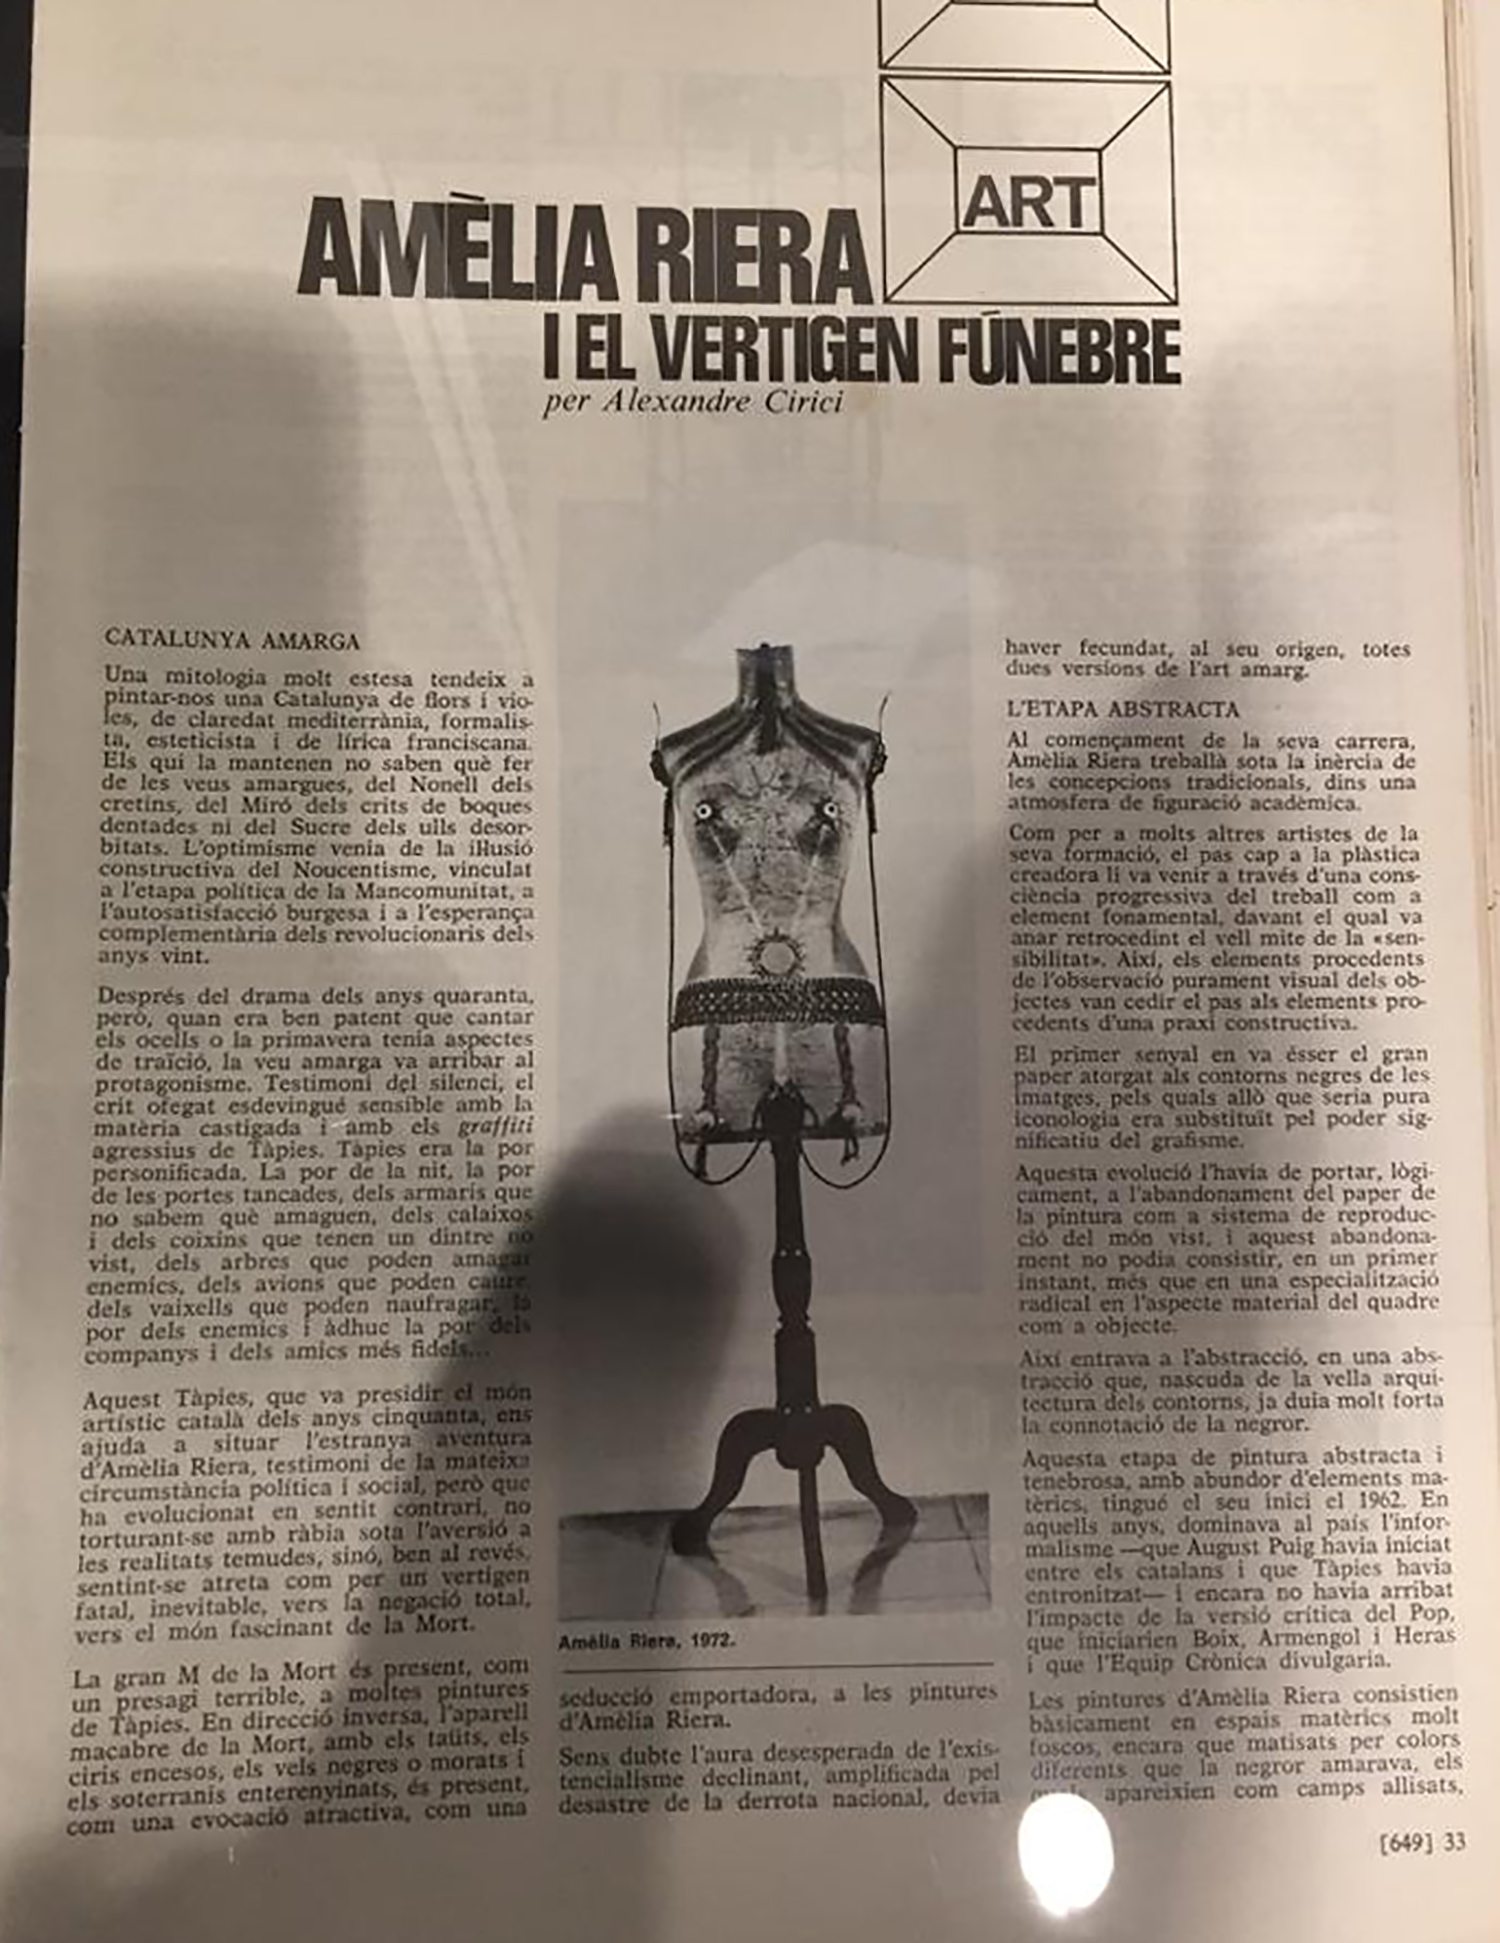 ART
AMÈLIA RIERA
I EL VERTIGEN FÚNEBRE
per Alexandre Cirici
CATALUNYA AMARGA
Una mitologia molt estesa tendeix a
pintar-nos una Catalunya de flors i vio-
les, de claredat mediterrània, formalis-
ta, esteticista i de lírica franciscana.
Els qui la mantenen no saben què fer
de les veus amargues, del Nonell dels
cretins, del Miró dels crits de boques
dentades ni del Sucre dels ulls desor-
bitats. L'optimisme venia de la il·lusió
constructiva del Noucentisme, vinculat
a l'etapa política de la Mancomunitat, a
l'autosatisfacció burgesa i a l'esperança
complementària dels revolucionaris dels
anys vint.
Després del drama dels anys quaranta,
però, quan era ben patent que cantar
els ocells o la primavera tenia aspectes
de traïció, la veu amarga va arribar al
protagonisme. Testimoni del silenci, el
crit ofegat esdevingué sensible amb la
matèria castigada i amb els graffiti
agressius de Tàpies. Tàpies era la por
personificada. La por de la nit, la por
de les portes tancades, dels armaris que
no sabem què amaguen, dels calaixos
i dels coixins que tenen un dintre no
vist, dels arbres que poden amagar
enemics, dels avions que poden caure,
dels vaixells que poden naufragar, la
por dels enemics i àdhuc la por dels
companys i dels amics més fidels...
Aquest Tàpies, que va presidir el món
artístic català dels anys cinquanta, ens
ajuda a situar l'estranya aventura
d'Amèlia Riera, testimoni de la mateixa
circumstància política i social, però que
ha evolucionat en sentit contrari, no
torturant-se amb ràbia sota l'aversió a
les realitats temudes, sinó, ben al revés,
sentint-se atreta com per un vertigen
fatal, inevitable, vers la negació total,
vers el món fascinant de la Mort.
La gran M de la Mort és present, com
un presagi terrible, a moltes pintures
de Tàpies. En direcció inversa, l'aparell
macabre de la Mort, amb els taüts, els
ciris encesos, els vels negres o morats i
els soterranis enterenyinats, és present,
com una evocació atractiva, com una
Amèlia Riera, 1972.
seducció emportadora, a les pintures
d'Amèlia Riera.
Sens dubte l'aura desesperada de l'exis-
tencialisme declinant, amplificada pel
desastre de la derrota nacional, devia
haver fecundat, al seu origen, totes
dues versions de l'art amarg.
L'ETAPA ABSTRACTA
Al començament de la seva carrera,
Amèlia Riera treballà sota la inèrcia de
les concepcions tradicionals, dins una
atmosfera de figuració acadèmica.
Com per a molts altres artistes de la
seva formació, el pas cap a la plàstica
creadora li va venir a través d'una cons-
ciència progressiva del treball com a
element fonamental, davant el qual va
anar retrocedint el vell mite de la «sen-
sibilitat». Així, els elements procedents
de l'observació purament visual dels ob-
jectes van cedir el pas als elements pro-
cedents d'una praxi constructiva.
El primer senyal en va ésser el gran
paper atorgat als contorns negres de les
imatges, pels quals allò que seria pura
iconologia era substituït pel poder sig-
nificatiu del grafisme.
Aquesta evolució l'havia de portar, lògi-
cament, a l'abandonament del paper de
la pintura com a sistema de reproduc-
ció del món vist, i aquest abandona-
ment no podia consistir, en un primer
instant, més que en una especialització
radical en l'aspecte material del quadre
com a objecte.
Així entrava a l'abstracció, en una abs-
tracció que, nascuda de la vella arqui-
tectura dels contorns, ja duia molt forta
la connotació de la negror.
Aquesta etapa de pintura abstracta i
tenebrosa, amb abundor d'elements ma-
tèrics, tingué el seu inici el 1962. En
aquells anys, dominava al país l'infor-
malisme —que August Puig havia iniciat
entre els catalans i que Tàpies havia
entronitzat— i encara no havia arribat
l'impacte de la versió crítica del Pop,
que iniciarien Boix, Armengol i Heras
i que l'Equip Crònica divulgaria.
Les pintures d'Amèlia Riera consistien
bàsicament en espais matèrics molt
foscos, encara que matisats per colors
diferents que la negror amarava, els
apareixien com camps allisats,
[649] 33